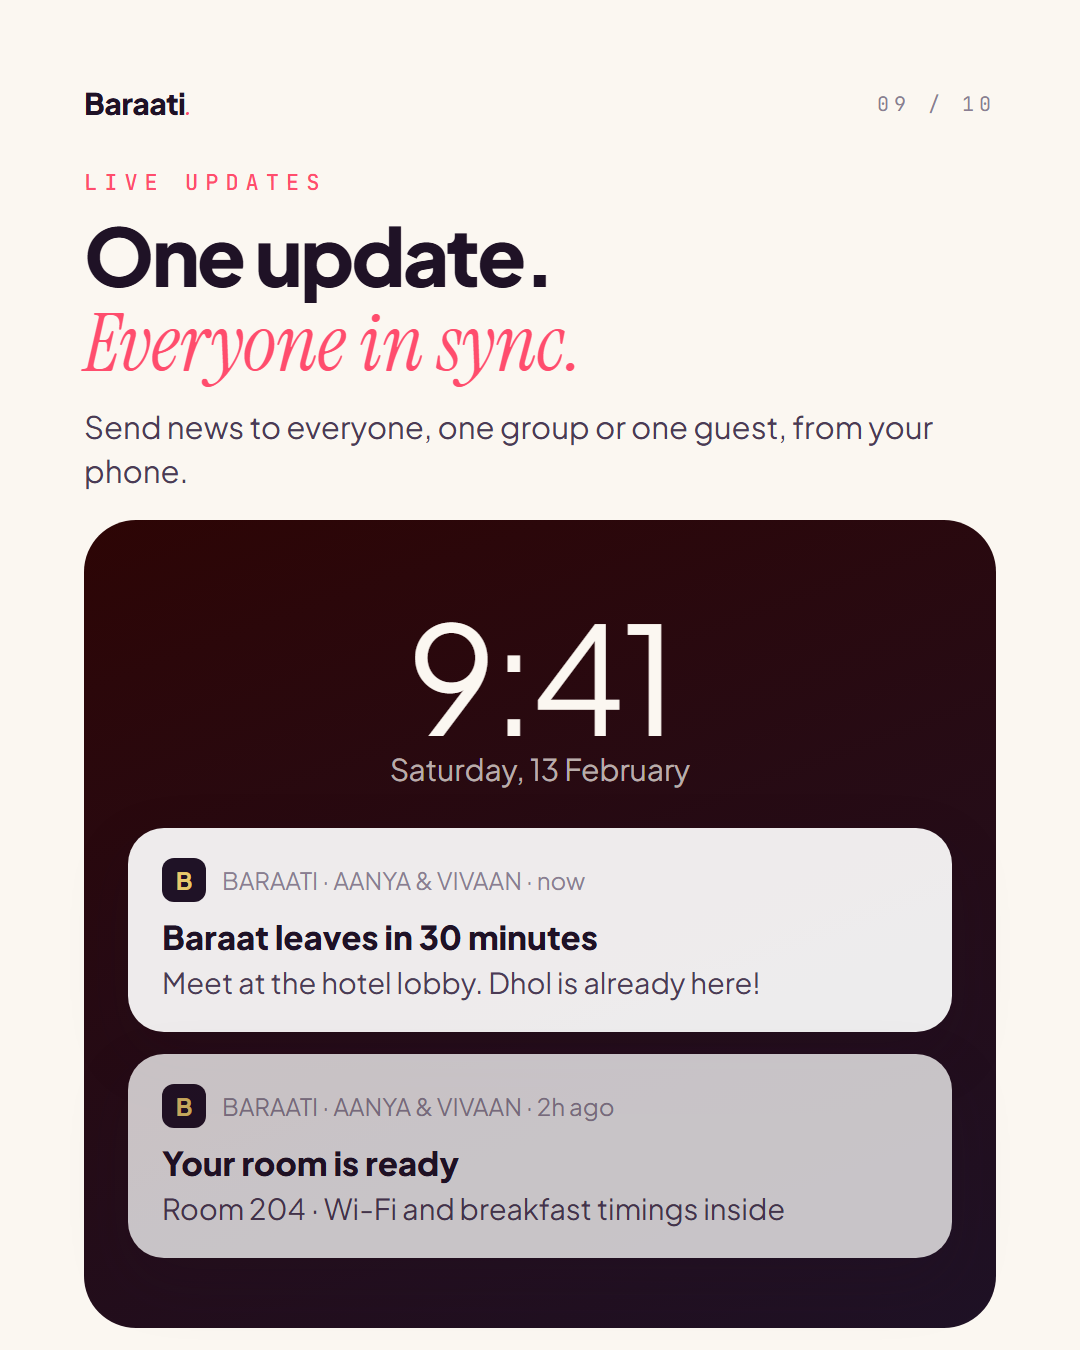 Baraati.
09 / 10
LIVE UPDATES
One update.
Everyone in sync.
Send news to everyone, one group or one guest, from your
phone.
9:41
Saturday, 13 February
B BARAATI · AANYA & VIVAAN · now
Baraat leaves in 30 minutes
Meet at the hotel lobby. Dhol is already here!
B BARAATI · AANYA & VIVAAN · 2h ago
Your room is ready
Room 204 · Wi-Fi and breakfast timings inside